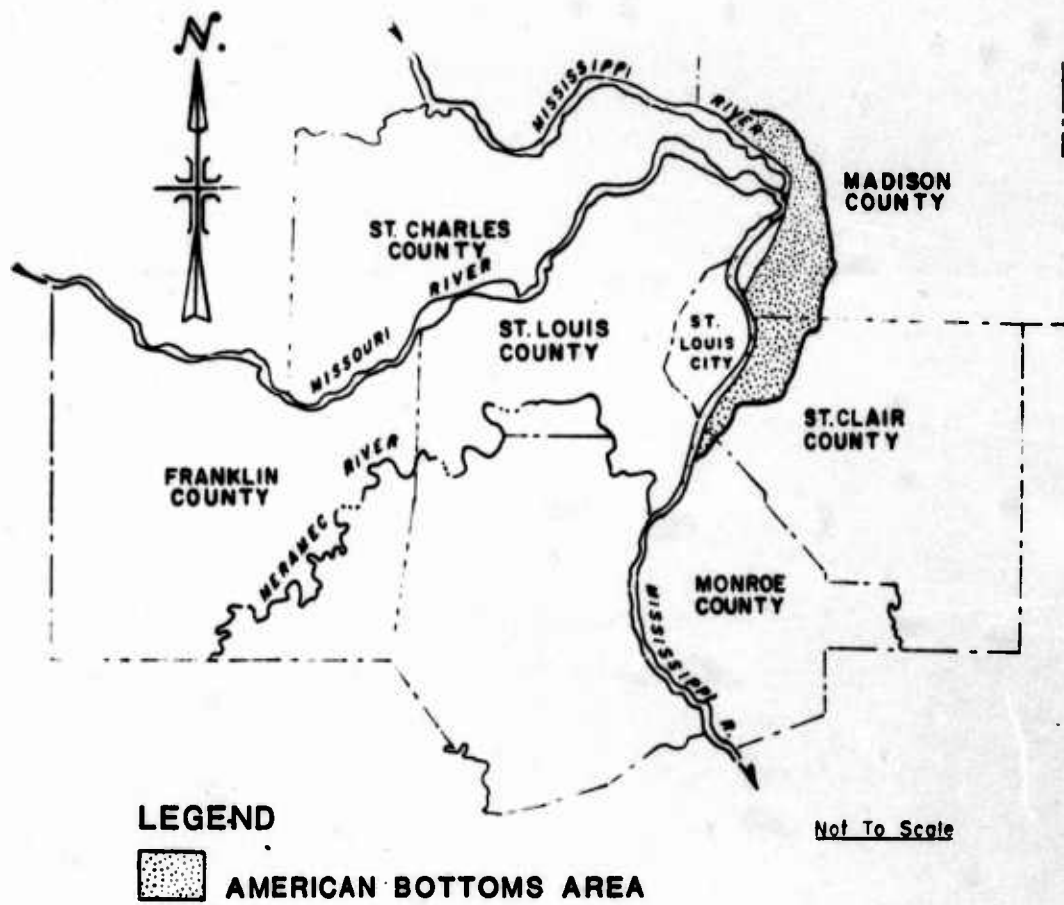 N.
MISSISSIPPI
RIVER
MADISON
COUNTY
ST. CHARLES
COUNTY
MISSOURI
RIVER
ST. LOUIS
COUNTY
ST.
LOUIS
CITY
ST. CLAIR
COUNTY
FRANKLIN
COUNTY
MERAMEC
RIVER
MONROE
COUNTY
MISSISSIPPI
R.
LEGEND
Not To Scale
AMERICAN BOTTOMS AREA